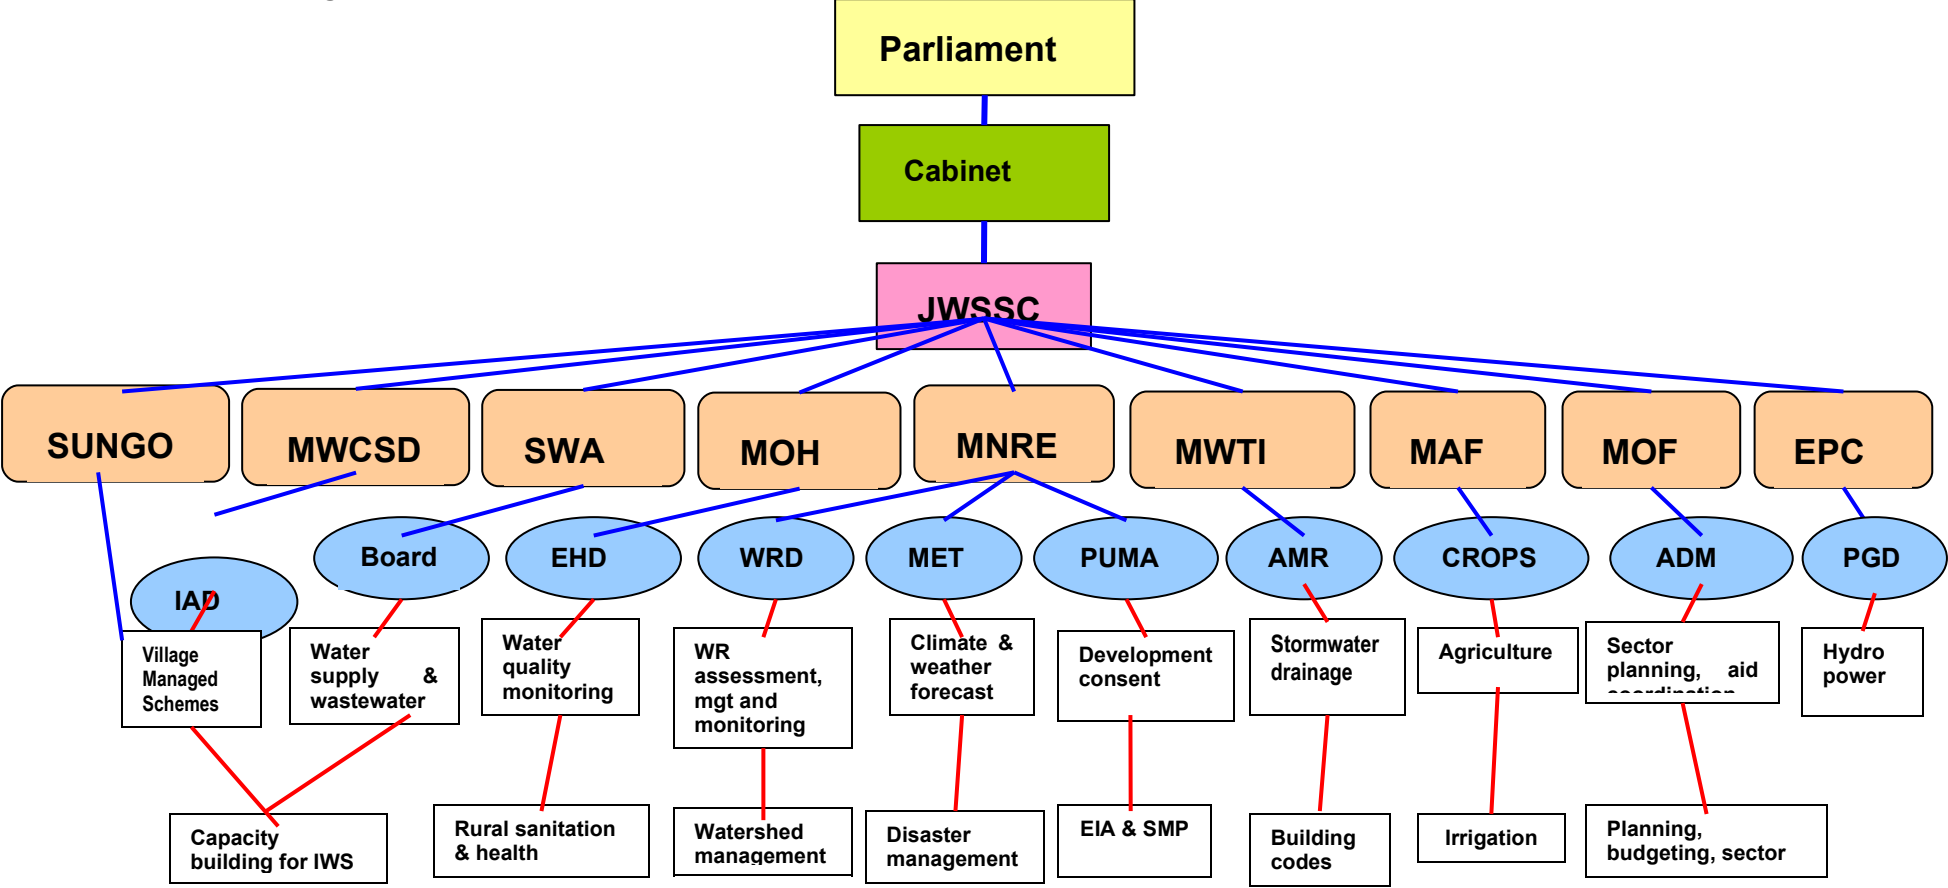 Parliament
Cabinet
JWSSC
SUNGO
MWCSD
SWA
MOH
MNRE
MWTI
MAF
MOF
EPC
IAD
Board
EHD
WRD
MET
PUMA
AMR
CROPS
ADM
PGD
Village
Managed
Schemes
Water
supply &
wastewater
Water
quality
monitoring
WR
assessment,
mgt and
monitoring
Climate &
weather
forecast
Development
consent
Stormwater
drainage
Agriculture
Sector
planning, aid
coordination
Hydro
power
Capacity
building for IWS
Rural sanitation
& health
Watershed
management
Disaster
management
EIA & SMP
Building
codes
Irrigation
Planning,
budgeting, sector